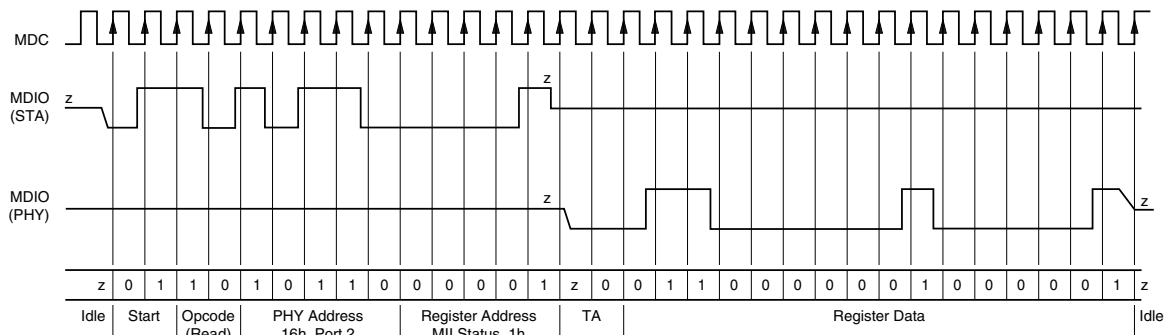 MDC
z
MDIO
(STA)
z
MDIO
(PHY)
z
z
z 0 1 1 0 1 0 1 1 0 0 0 0 0 1 z 0 0 1 1 0 0 0 0 0 0 1 0 0 0 0 0 1 z
Idle Start Opcode PHY Address Register Address TA Register Data Idle
(Read) 16h, Port 2 MII Status, 1h